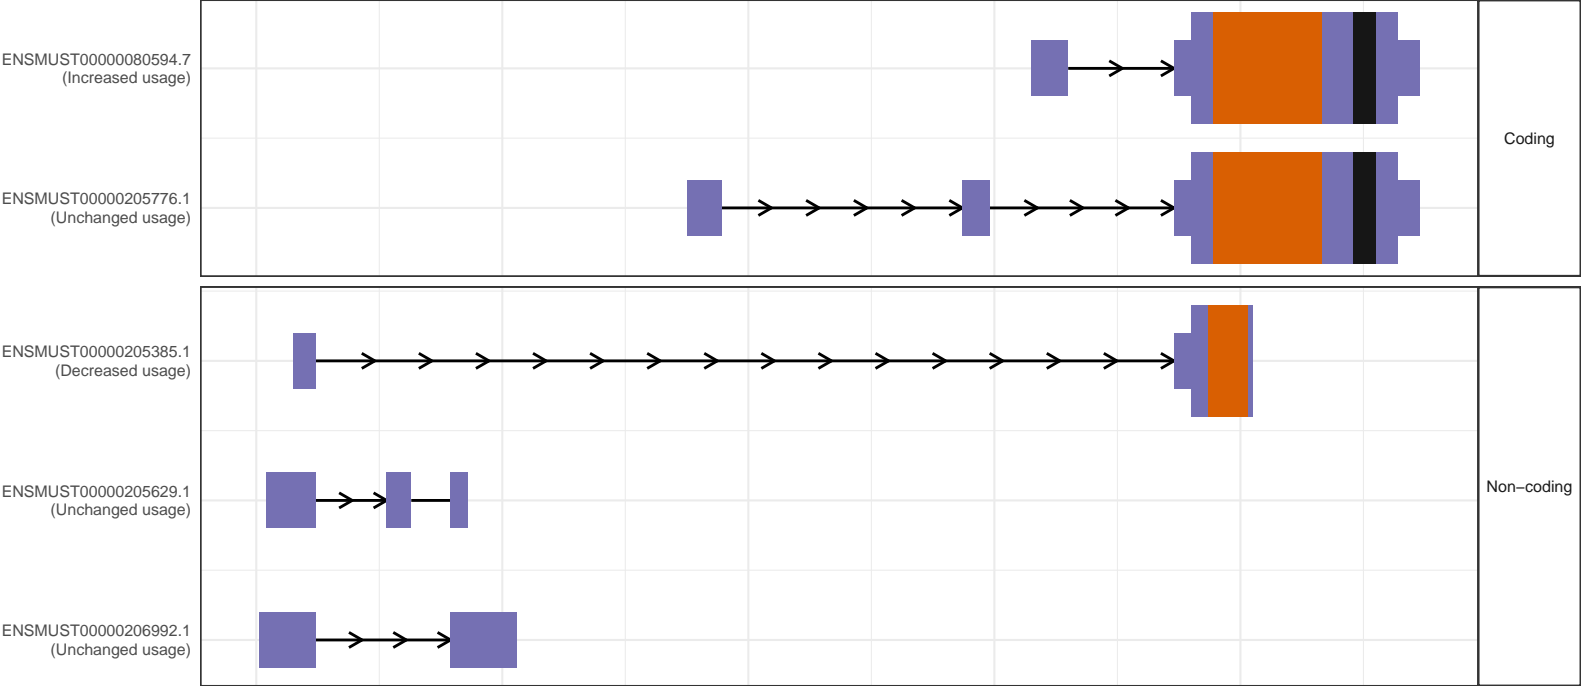 ENSMUST00000080594.7
(Increased usage)
ENSMUST00000205776.1
(Unchanged usage)
Coding
ENSMUST00000205385.1
(Decreased usage)
ENSMUST00000205629.1
(Unchanged usage)
Non−coding
ENSMUST00000206992.1
(Unchanged usage)